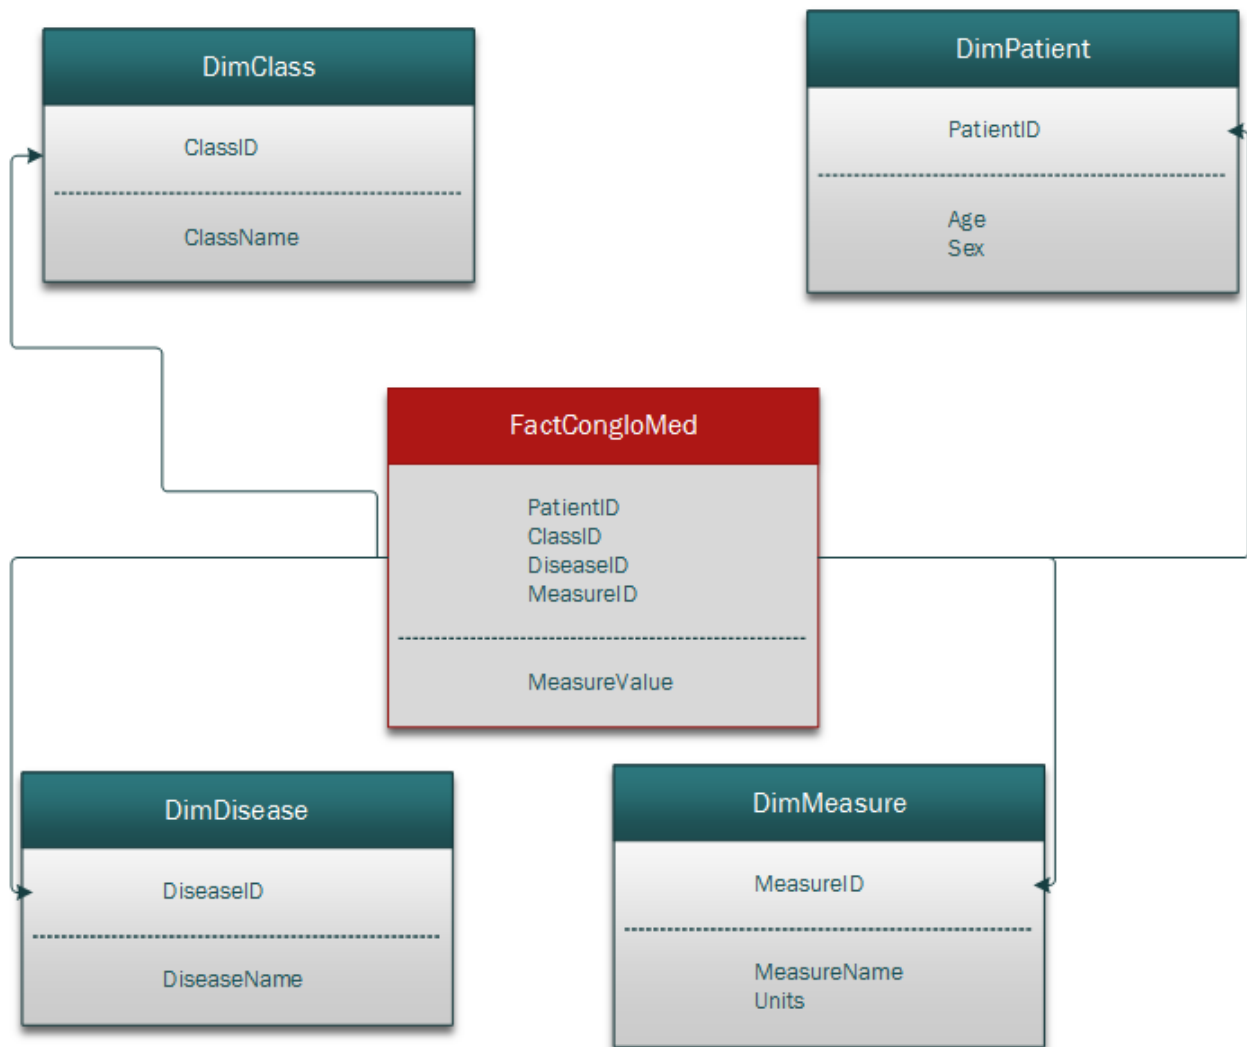 DimClass
ClassID
ClassName
DimPatient
PatientID
Age
Sex
FactCongloMed
PatientID
ClassID
DiseaseID
MeasureID
MeasureValue
DimDisease
DiseaseID
DiseaseName
DimMeasure
MeasureID
MeasureName
Units